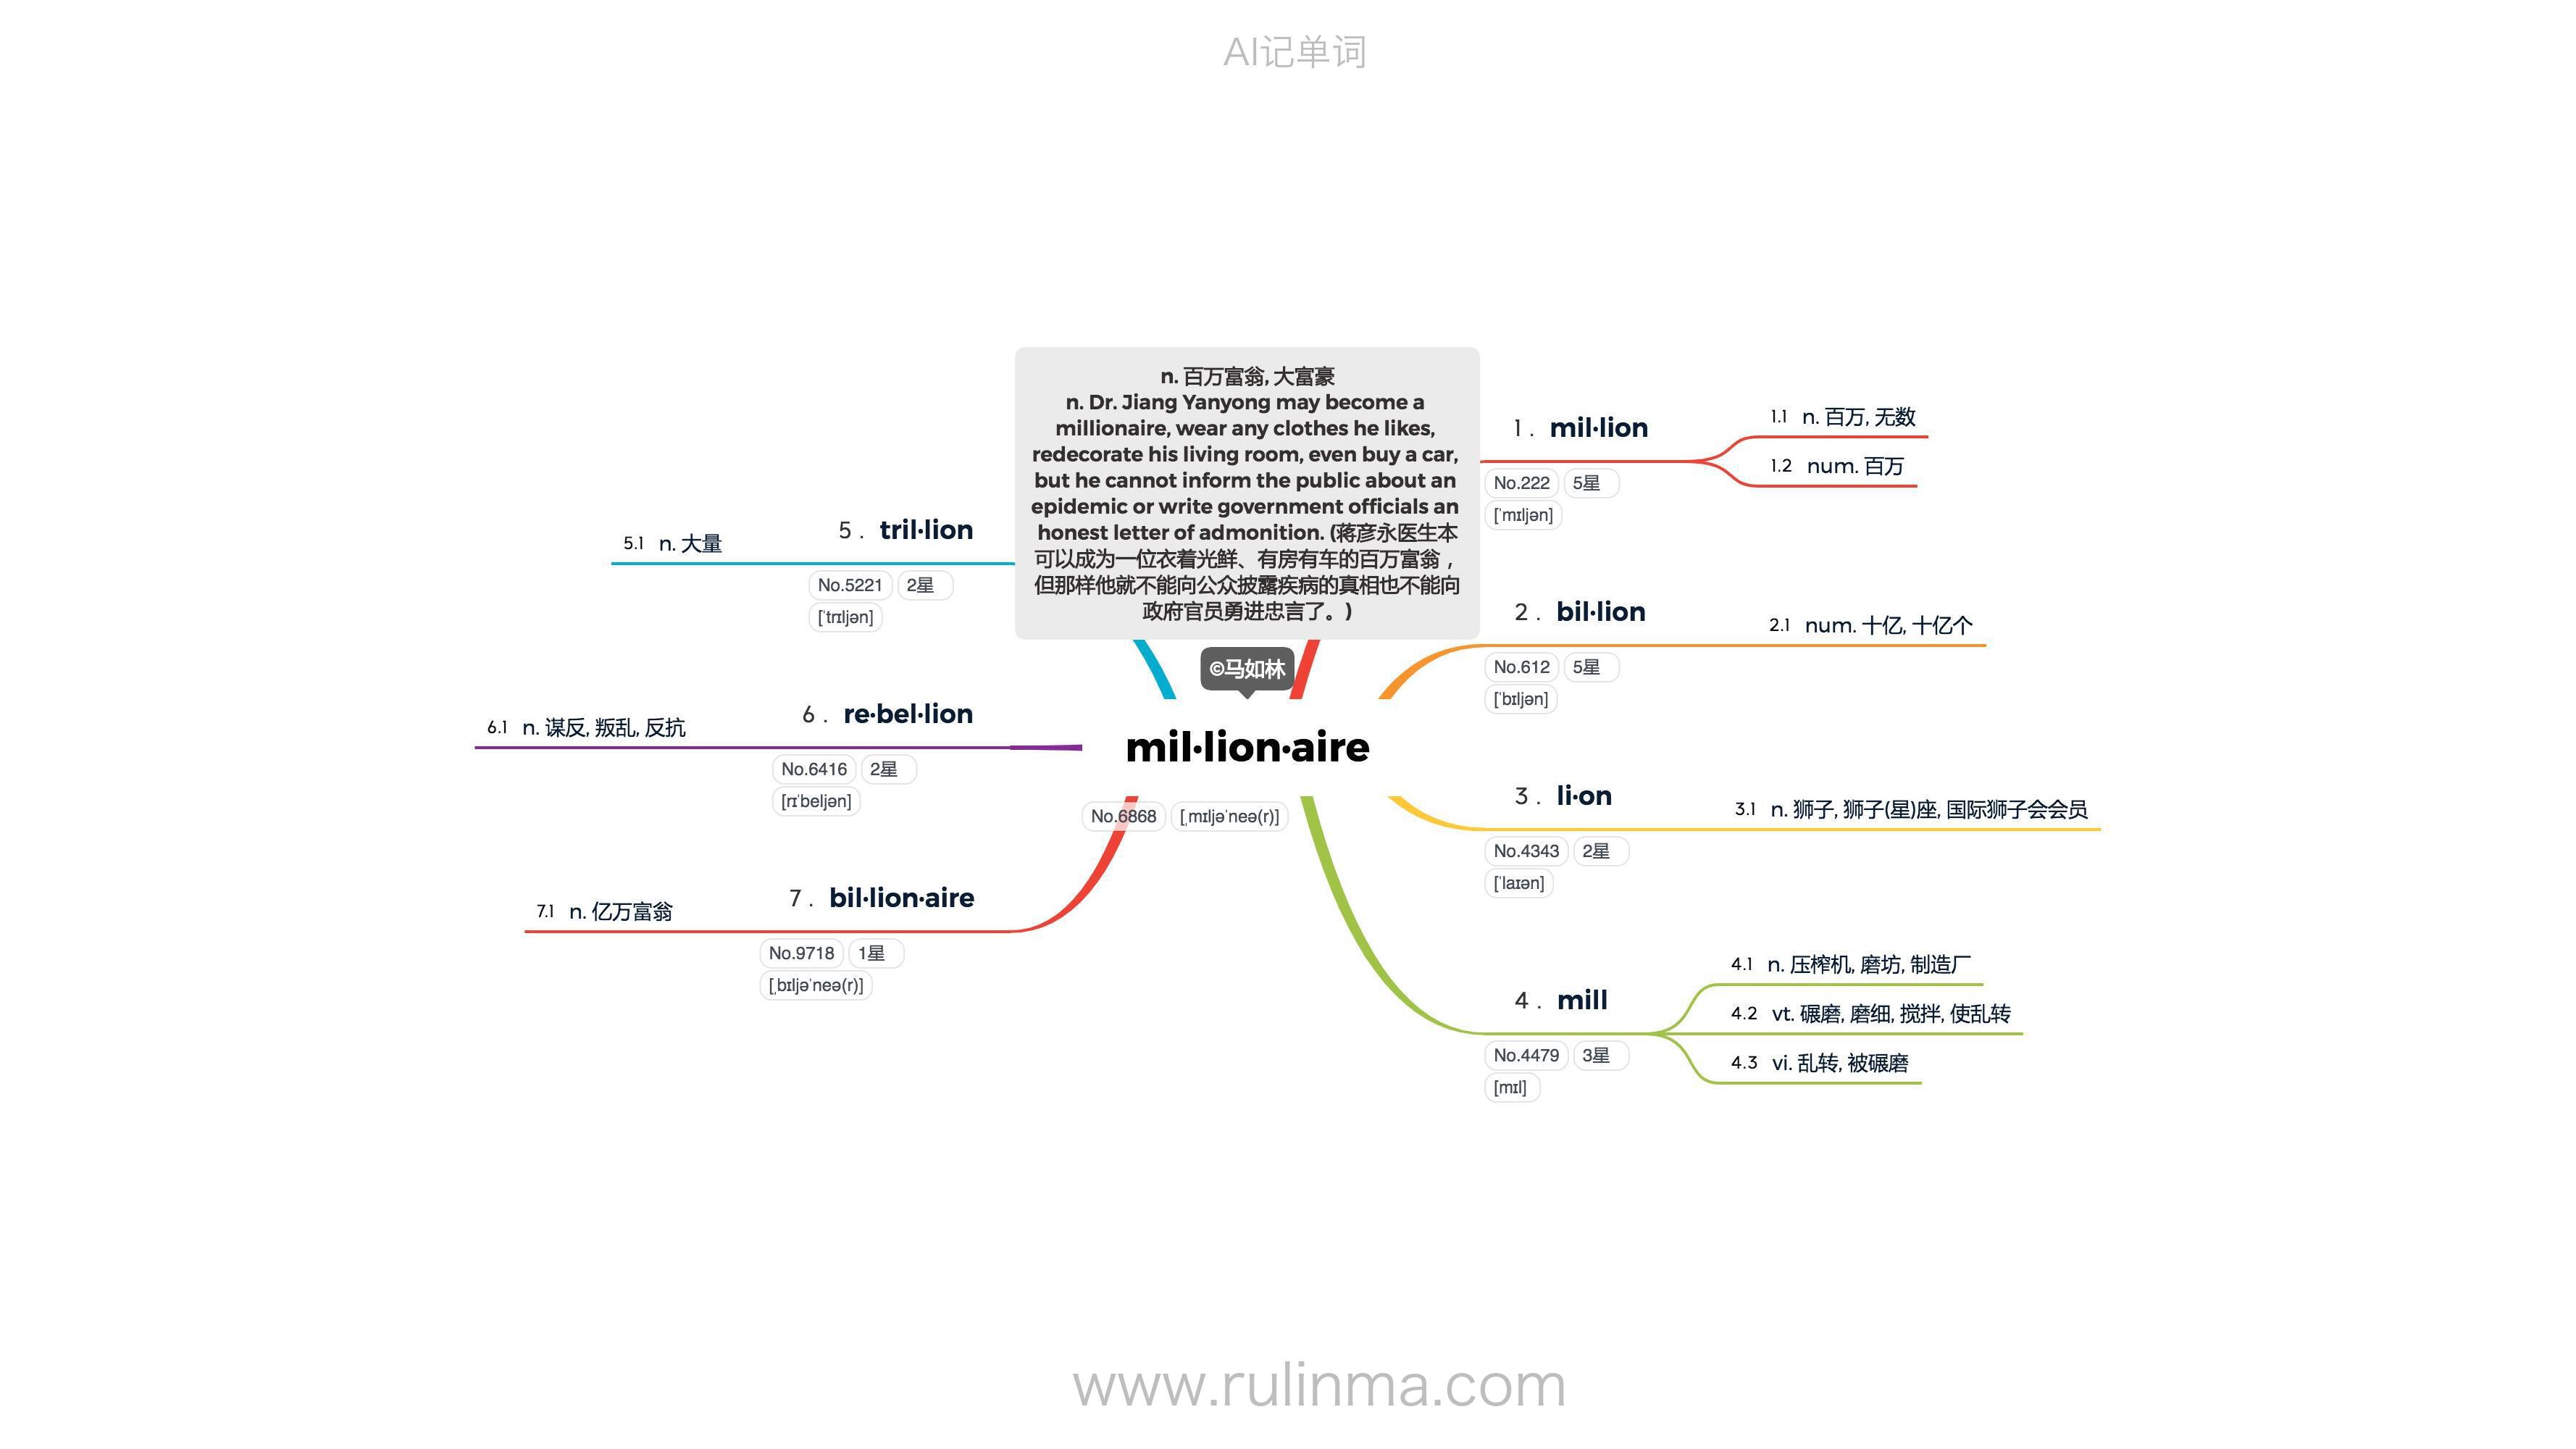 AI记单词
n. 百万富翁, 大富豪
n. Dr. Jiang Yanyong may become a
millionaire, wear any clothes he likes,
redecorate his living room, even buy a car,
but he cannot inform the public about an
epidemic or write government officials an
honest letter of admonition. (蒋彦永医生本
可以成为一位衣着光鲜、有房有车的百万富翁，
但那样他就不能向公众披露疾病的真相也不能向
政府官员勇进忠言了。)
©马如林
mil·lion·aire
No.6868 [ˌmɪljəˈneə(r)]
1. mil·lion
No.222 5星
[ˈmɪljən]
1.1 n. 百万, 无数
1.2 num. 百万
2. bil·lion
No.612 5星
[ˈbɪljən]
2.1 num. 十亿, 十亿个
3. li·on
No.4343 2星
[ˈlaɪən]
3.1 n. 狮子, 狮子(星)座, 国际狮子会会员
4. mill
No.4479 3星
[mɪl]
4.1 n. 压榨机, 磨坊, 制造厂
4.2 vt. 碾磨, 磨细, 搅拌, 使乱转
4.3 vi. 乱转, 被碾磨
5. tril·lion
No.5221 2星
[ˈtrɪljən]
5.1 n. 大量
6. re·bel·lion
No.6416 2星
[rɪˈbeljən]
6.1 n. 谋反, 叛乱, 反抗
7. bil·lion·aire
No.9718 1星
[ˌbɪljəˈneə(r)]
7.1 n. 亿万富翁
www.rulinma.com